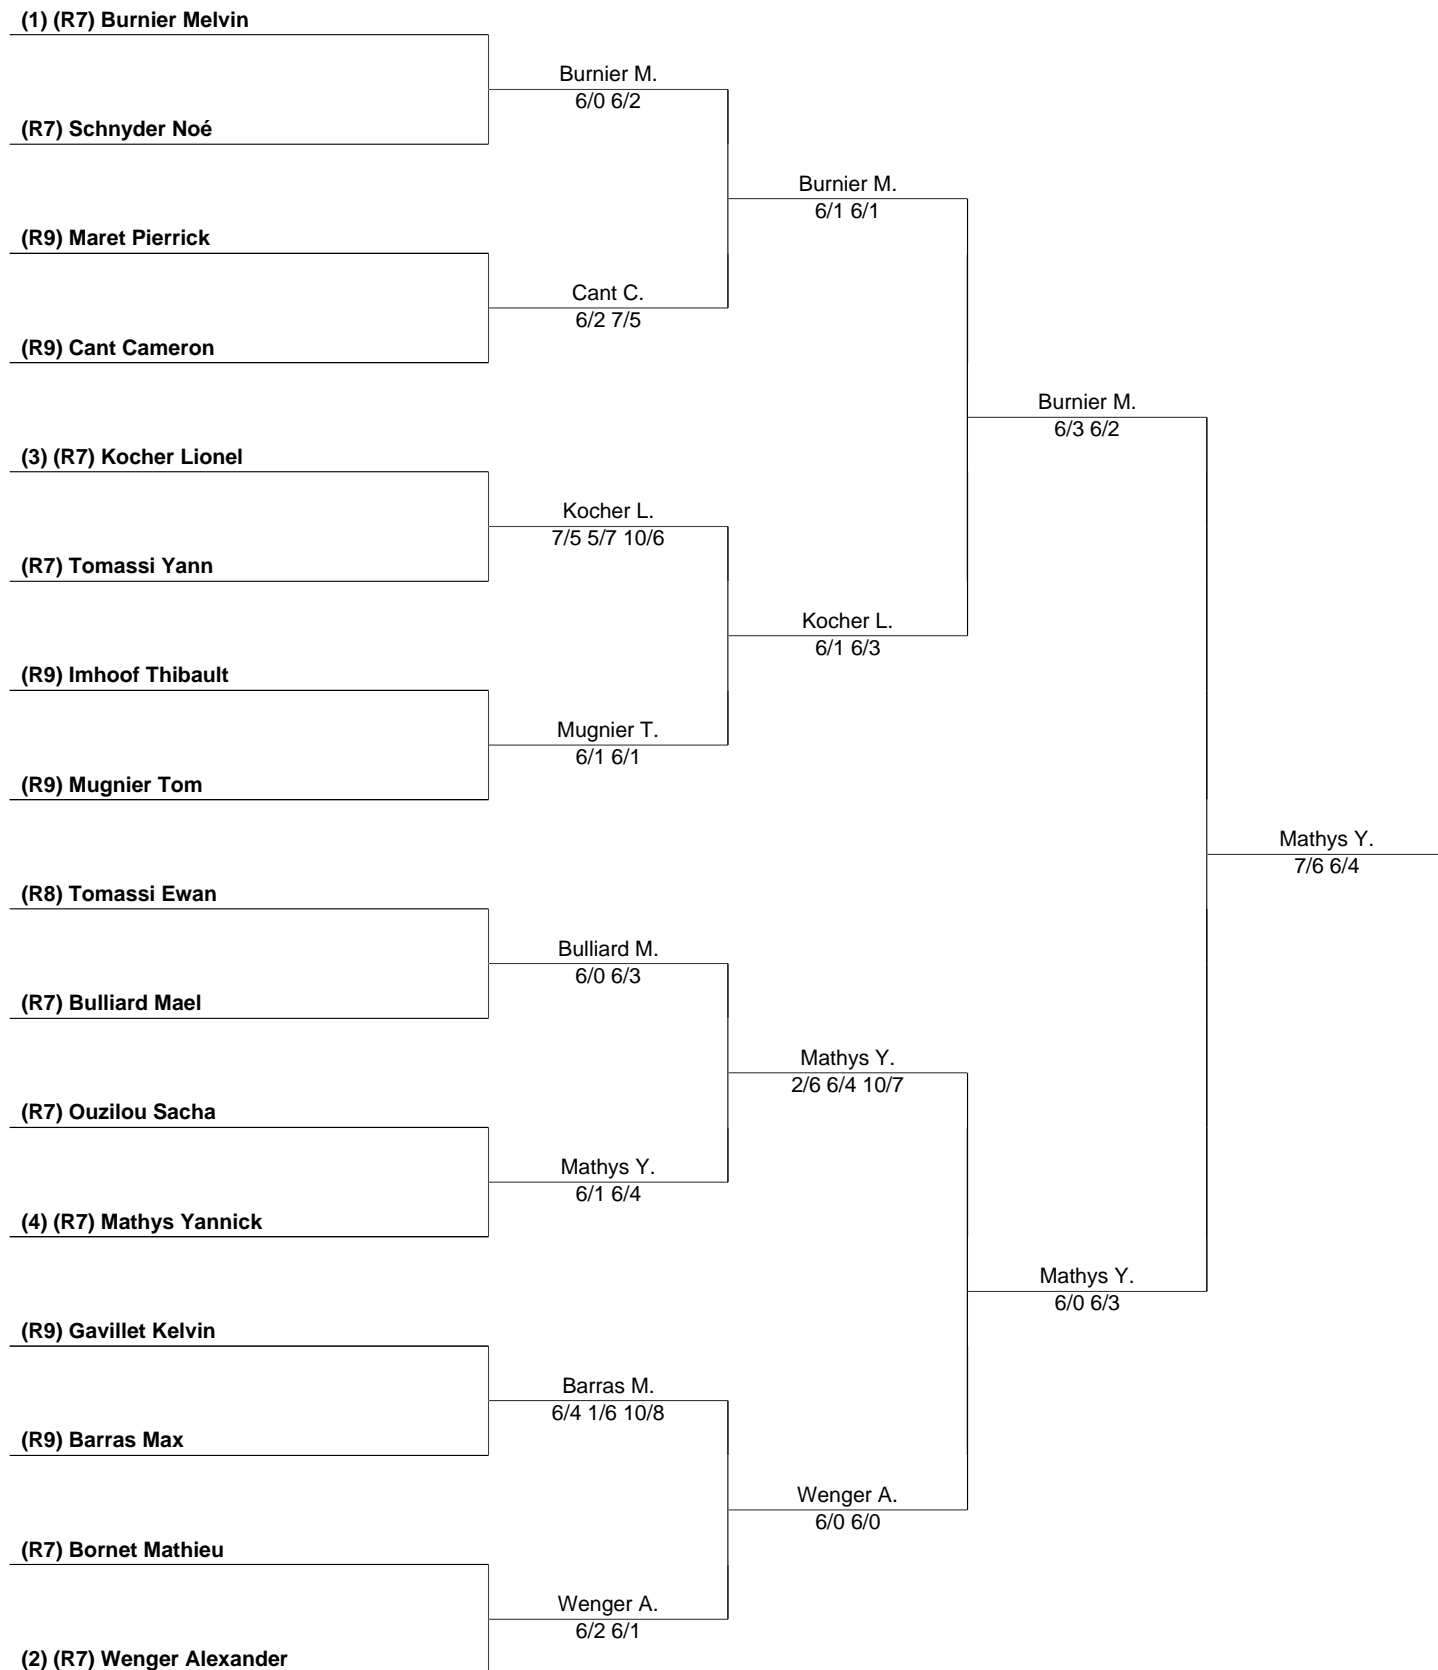 (1) (R7) Burnier Melvin
Burnier M.
6/0 6/2
(R7) Schnyder Noé
Burnier M.
6/1 6/1
(R9) Maret Pierrick
Cant C.
6/2 7/5
(R9) Cant Cameron
Burnier M.
6/3 6/2
(3) (R7) Kocher Lionel
Kocher L.
7/5 5/7 10/6
(R7) Tomassi Yann
Kocher L.
6/1 6/3
(R9) Imhoof Thibault
Mugnier T.
6/1 6/1
(R9) Mugnier Tom
Mathys Y.
7/6 6/4
(R8) Tomassi Ewan
Bulliard M.
6/0 6/3
(R7) Bulliard Mael
Mathys Y.
2/6 6/4 10/7
(R7) Ouzilou Sacha
Mathys Y.
6/1 6/4
(4) (R7) Mathys Yannick
Mathys Y.
6/0 6/3
(R9) Gavillet Kelvin
Barras M.
6/4 1/6 10/8
(R9) Barras Max
Wenger A.
6/0 6/0
(R7) Bornet Mathieu
Wenger A.
6/2 6/1
(2) (R7) Wenger Alexander